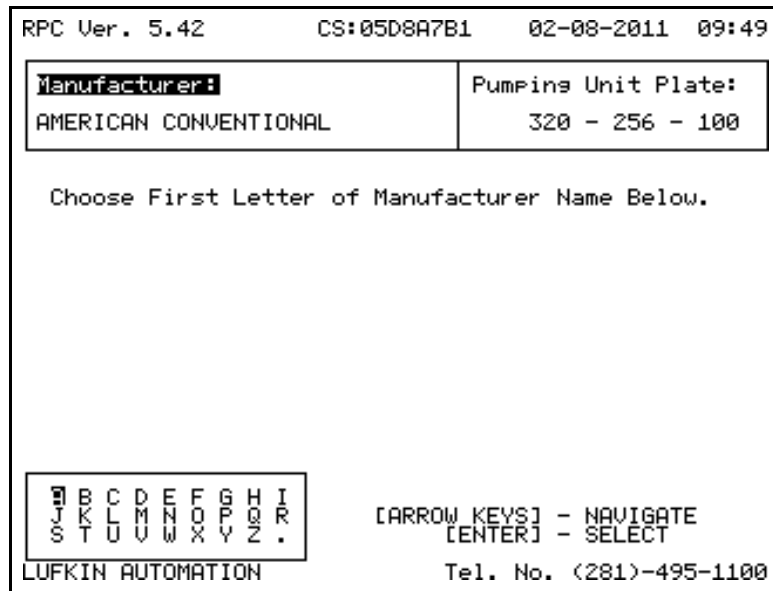 RPC Ver. 5.42 CS:05D8A7B1 02-08-2011 09:49
Manufacturer: Pumping Unit Plate:
AMERICAN CONVENTIONAL 320 - 256 - 100
Choose First Letter of Manufacturer Name Below.
A B C D E F G H I
J K L M N O P Q R [ARROW KEYS] - NAVIGATE
S T U V W X Y Z . [ENTER] - SELECT
LUFKIN AUTOMATION Tel. No. (281)-495-1100